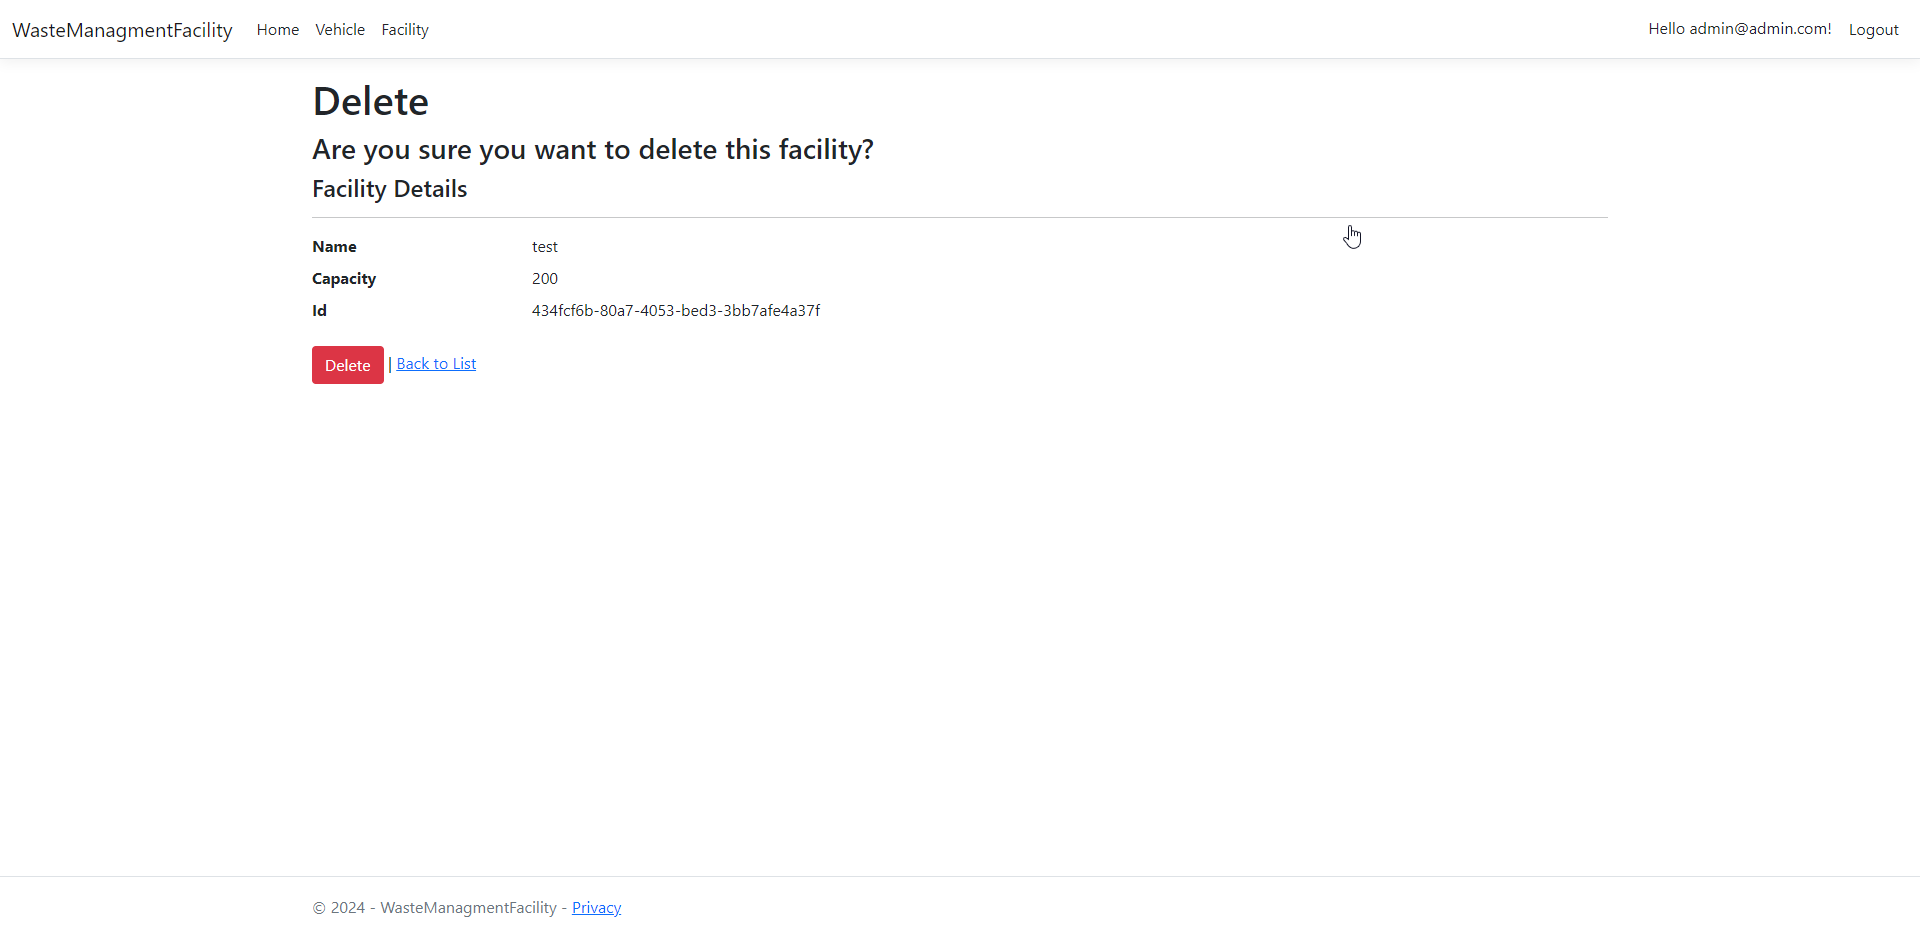 WasteManagmentFacility Home Vehicle Facility Hello admin@admin.com! Logout
Delete
Are you sure you want to delete this facility?
Facility Details
Name test
Capacity 200
Id 434fcf6b-80a7-4053-bed3-3bb7afe4a37f
Delete | Back to List
© 2024 - WasteManagmentFacility - Privacy